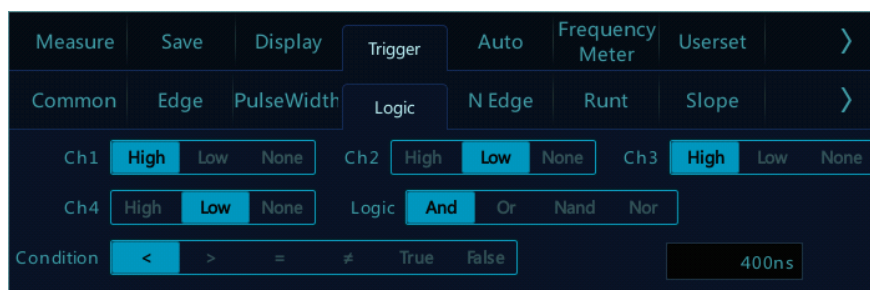 Measure Save Display Trigger Auto Frequency Meter Userset >
Common Edge PulseWidth Logic N Edge Runt Slope >
Ch1 High Low None Ch2 High Low None Ch3 High Low None
Ch4 High Low None Logic And Or Nand Nor
Condition < > = ≠ True False 400ns